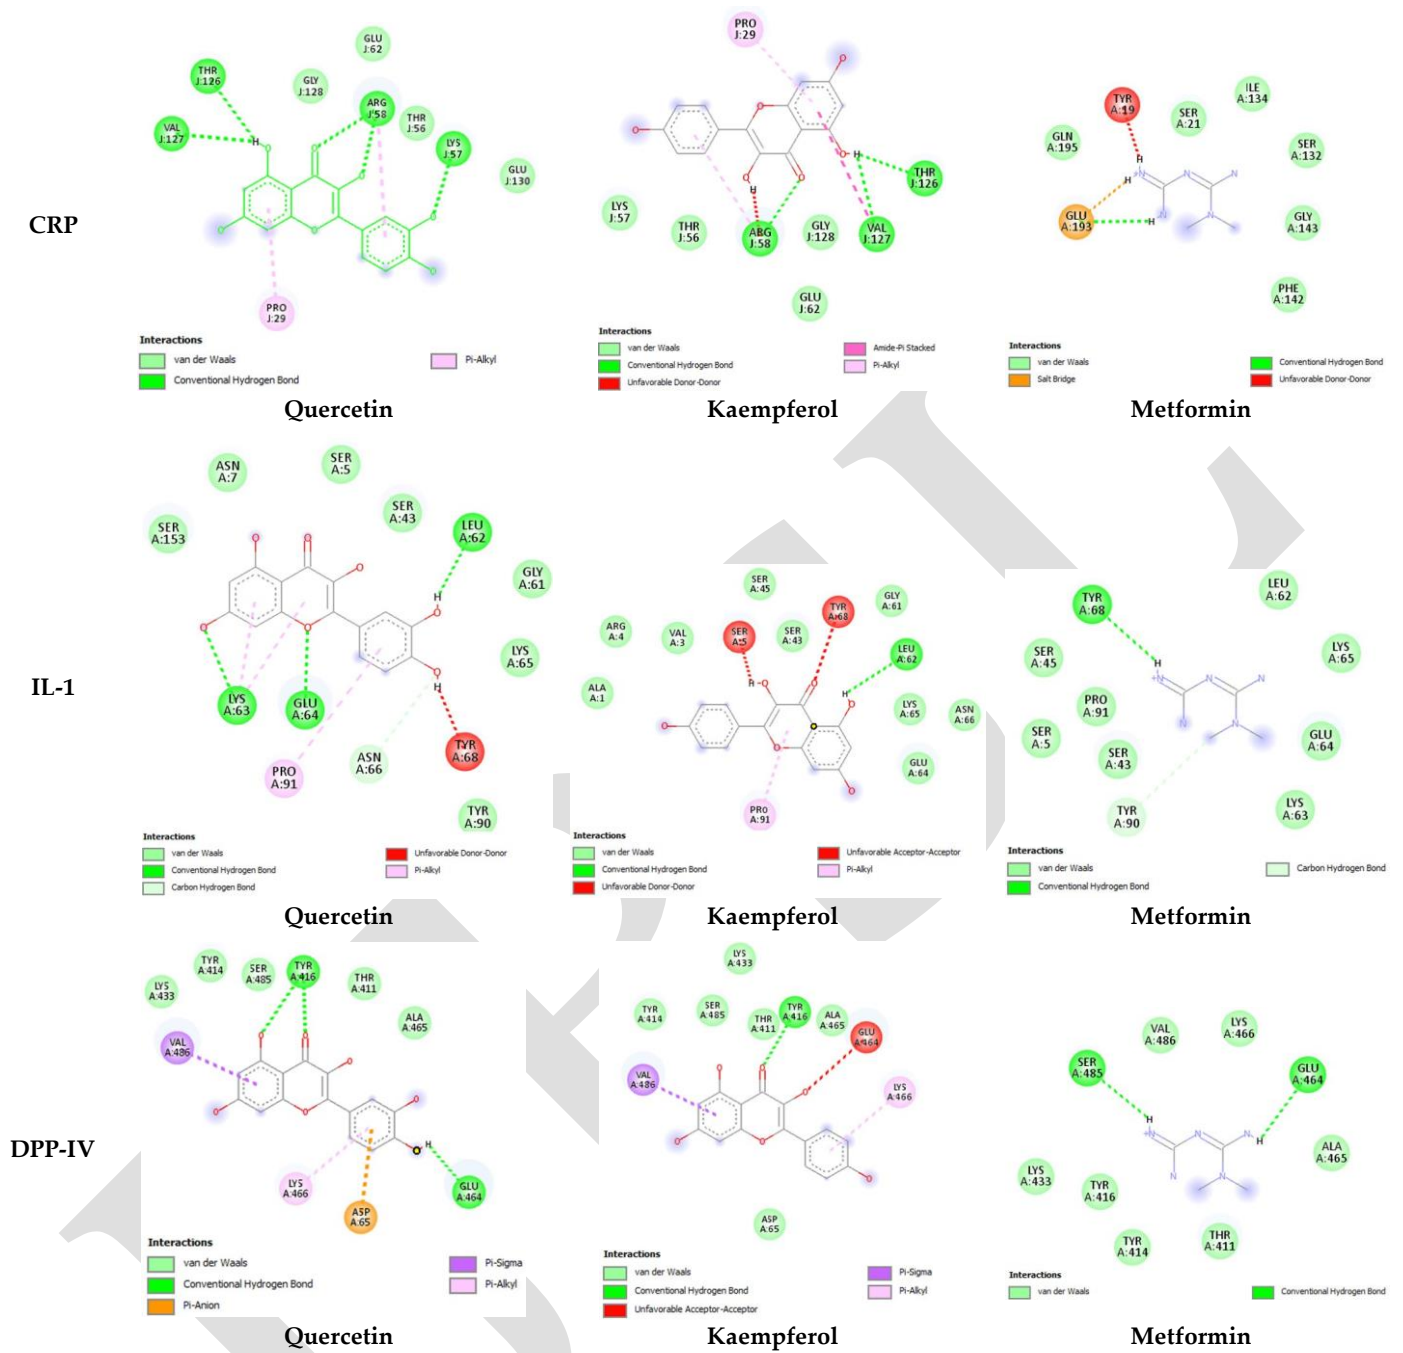 CRP
GLU
J:62
THR
J:126
GLY
J:128
ARG
J:58
THR
J:56
VAL
J:127
LYS
J:57
GLU
J:130
H
O
O
O
O
O
O
O
PRO
J:29
Interactions
van der Waals
Conventional Hydrogen Bond
Pi-Alkyl
Quercetin
PRO
J:29
O
O
O
O
O
O
H
H
THR
J:126
LYS
J:57
THR
J:56
ARG
J:58
GLY
J:128
VAL
J:127
GLU
J:62
Interactions
van der Waals
Conventional Hydrogen Bond
Unfavorable Donor-Donor
Amide-Pi Stacked
Pi-Alkyl
Kaempferol
TYR
A:19
SER
A:21
ILE
A:134
GLN
A:195
SER
A:132
GLU
A:193
GLY
A:143
PHE
A:142
H
H
H
+N
N
N
N
N
Interactions
van der Waals
Salt Bridge
Conventional Hydrogen Bond
Unfavorable Donor-Donor
Metformin
IL-1
ASN
A:7
SER
A:5
SER
A:43
SER
A:153
LEU
A:62
GLY
A:61
LYS
A:65
LYS
A:63
GLU
A:64
PRO
A:91
ASN
A:66
TYR
A:68
TYR
A:90
O
O
O
O
O
O
O
H
H
Interactions
van der Waals
Conventional Hydrogen Bond
Carbon Hydrogen Bond
Unfavorable Donor-Donor
Pi-Alkyl
Quercetin
SER
A:45
GLY
A:61
TYR
A:68
ARG
A:4
VAL
A:3
SER
A:5
SER
A:43
LEU
A:62
ALA
A:1
LYS
A:65
ASN
A:66
GLU
A:64
PRO
A:91
H-O
O
H
O
O
O
O
Interactions
van der Waals
Conventional Hydrogen Bond
Unfavorable Donor-Donor
Unfavorable Acceptor-Acceptor
Pi-Alkyl
Kaempferol
TYR
A:68
LEU
A:62
SER
A:45
LYS
A:65
PRO
A:91
SER
A:5
SER
A:43
GLU
A:64
TYR
A:90
LYS
A:63
H
+N
N
N
N
N
Interactions
van der Waals
Conventional Hydrogen Bond
Carbon Hydrogen Bond
Metformin
DPP-IV
TYR
A:414
SER
A:485
TYR
A:416
THR
A:411
LYS
A:433
ALA
A:465
VAL
A:486
LYS
A:466
ASP
A:65
GLU
A:464
O
O
O
O
O
O
O
H
Interactions
van der Waals
Conventional Hydrogen Bond
Pi-Anion
Pi-Sigma
Pi-Alkyl
Quercetin
LYS
A:433
TYR
A:414
SER
A:485
THR
A:411
TYR
A:416
ALA
A:465
GLU
A:464
VAL
A:486
LYS
A:466
ASP
A:65
O
O
O
O
O
O
Interactions
van der Waals
Conventional Hydrogen Bond
Unfavorable Acceptor-Acceptor
Pi-Sigma
Pi-Alkyl
Kaempferol
VAL
A:486
LYS
A:466
SER
A:485
GLU
A:464
ALA
A:465
LYS
A:433
TYR
A:416
TYR
A:414
THR
A:411
H
+N
N
N
H
N
N
Interactions
van der Waals
Conventional Hydrogen Bond
Metformin